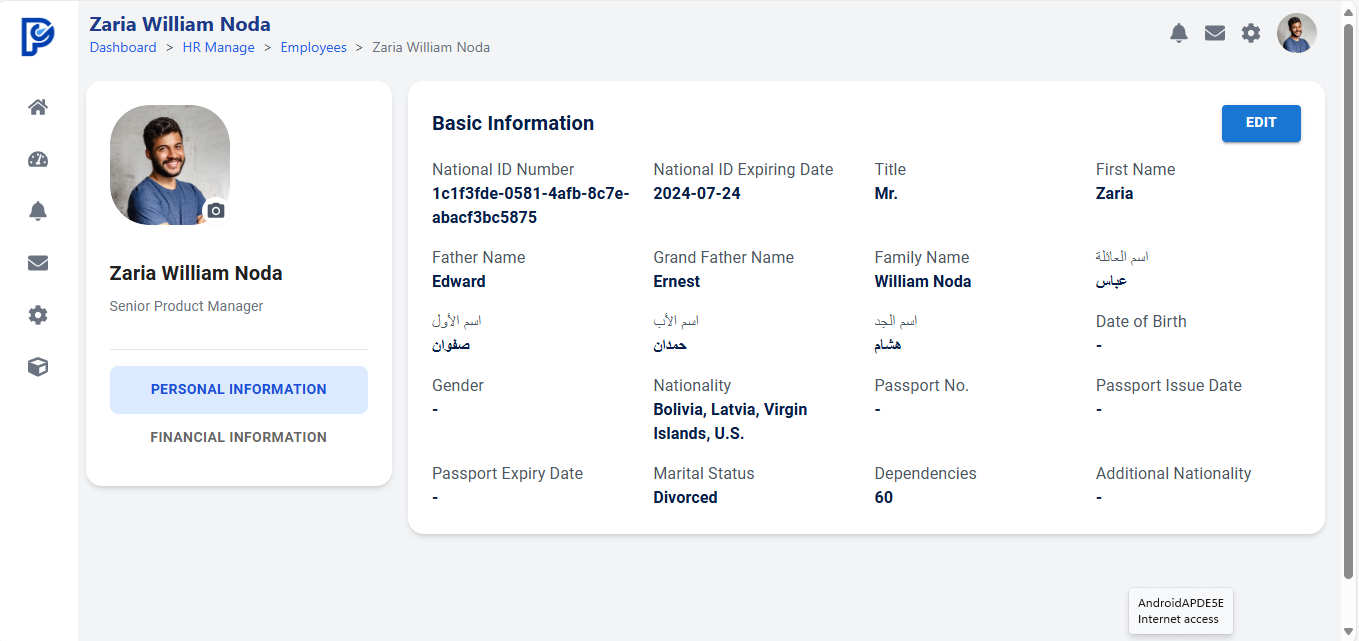 Zaria William Noda
Dashboard > HR Manage > Employees > Zaria William Noda
Zaria William Noda
Senior Product Manager
PERSONAL INFORMATION
FINANCIAL INFORMATION
Basic Information
EDIT
National ID Number
1c1f3fde-0581-4afb-8c7e-
abacf3bc5875
National ID Expiring Date
2024-07-24
Title
Mr.
First Name
Zaria
Father Name
Edward
Grand Father Name
Ernest
Family Name
William Noda
اسم العائلة
عباس
اسم الأول
صفوان
اسم الأب
حمدان
اسم الجد
هشام
Date of Birth
-
Gender
-
Nationality
Bolivia, Latvia, Virgin
Islands, U.S.
Passport No.
-
Passport Issue Date
-
Passport Expiry Date
-
Marital Status
Divorced
Dependencies
60
Additional Nationality
-
AndroidAPDE5E
Internet access